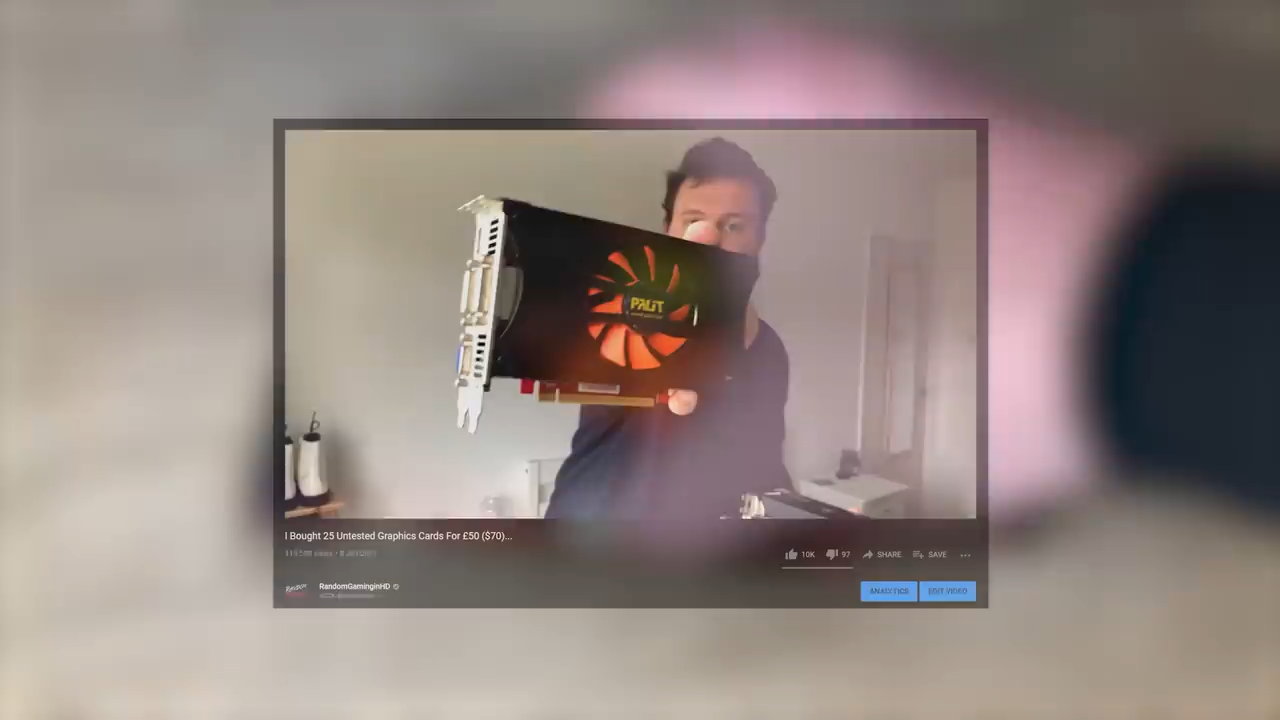 PALIT
I Bought 25 Untested Graphics Cards For £50 ($70)...
10K
97
SHARE
SAVE
RandomGaminginHD
ANALYTICS
EDIT VIDEO